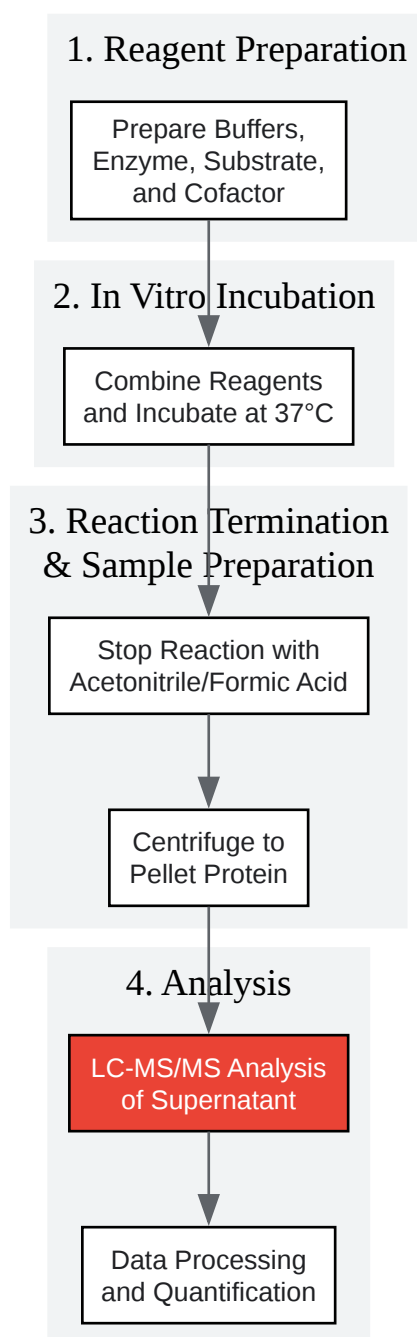 1. Reagent Preparation
Prepare Buffers,
Enzyme, Substrate,
and Cofactor
2. In Vitro Incubation
Combine Reagents
and Incubate at 37°C
3. Reaction Termination
& Sample Preparation
Stop Reaction with
Acetonitrile/Formic Acid
Centrifuge to
Pellet Protein
4. Analysis
LC-MS/MS Analysis
of Supernatant
Data Processing
and Quantification